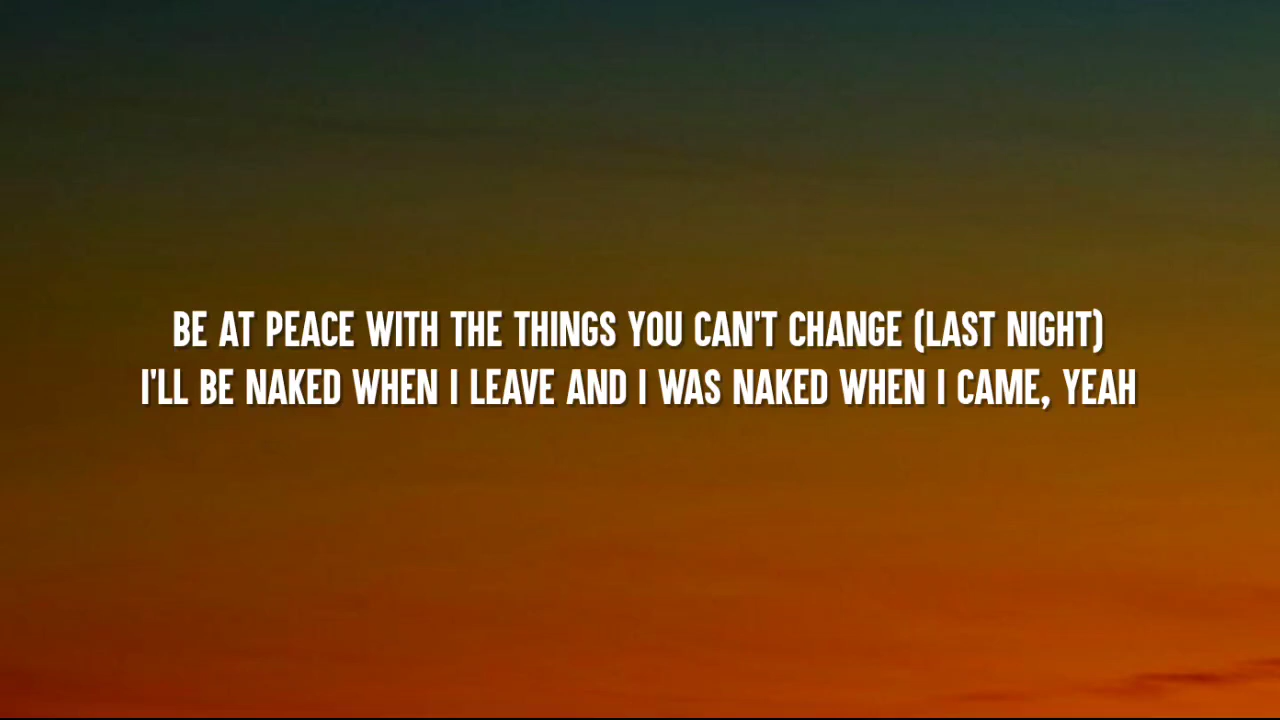 BE AT PEACE WITH THE THINGS YOU CAN'T CHANGE (LAST NIGHT)
I'LL BE NAKED WHEN I LEAVE AND I WAS NAKED WHEN I CAME, YEAH